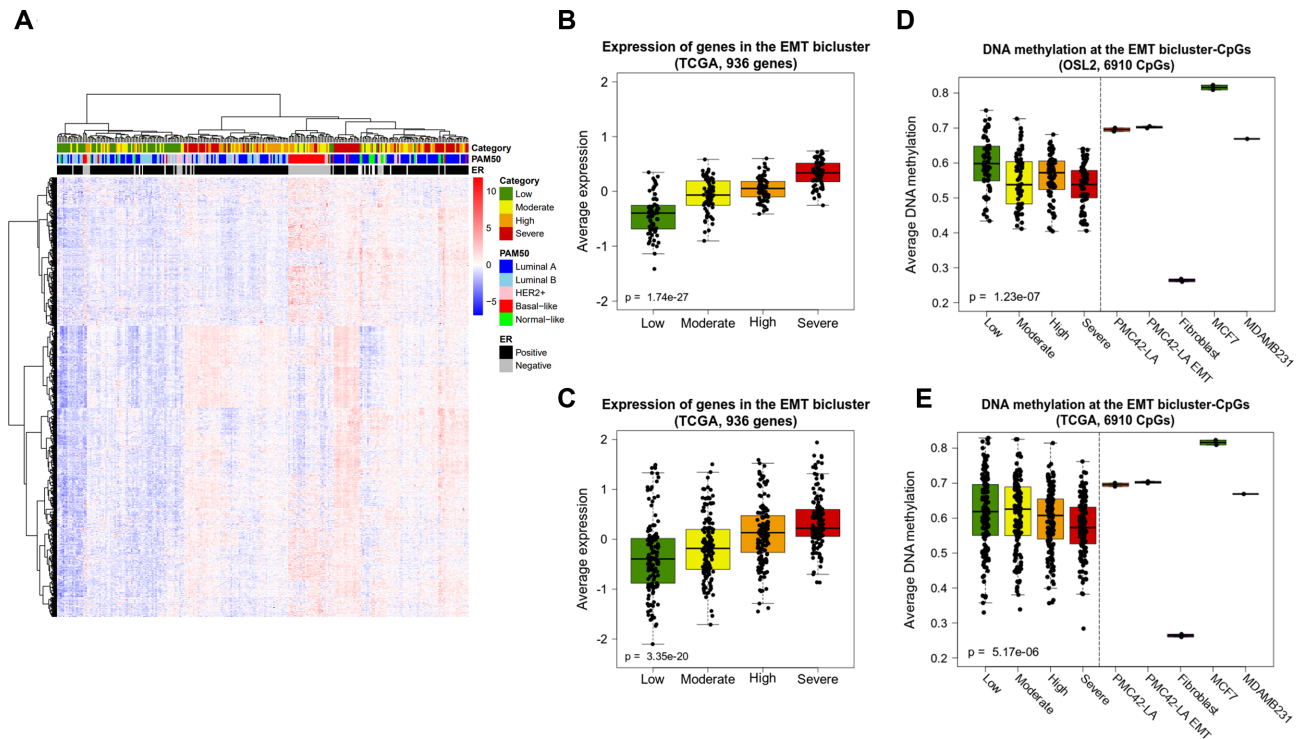 A
Category
PAM50
ER
Category
Low
Moderate
High
Severe
PAM50
Luminal A
Luminal B
HER2+
Basal−like
Normal−like
ER
Positive
Negative
10
5
0
−5
B
Expression of genes in the EMT bicluster
(TCGA, 936 genes)
Average expression
2
1
0
-1
-2
p = 1.74e-27
Low
Moderate
High
Severe
C
Expression of genes in the EMT bicluster
(TCGA, 936 genes)
Average expression
2
1
0
-1
-2
p = 3.35e-20
Low
Moderate
High
Severe
D
DNA methylation at the EMT bicluster-CpGs
(OSL2, 6910 CpGs)
Average DNA methylation
0.8
0.7
0.6
0.5
0.4
0.3
0.2
p = 1.23e-07
Low
Moderate
High
Severe
PMC42-LA
PMC42-LA EMT
Fibroblast
MCF7
MDAMB231
E
DNA methylation at the EMT bicluster-CpGs
(TCGA, 6910 CpGs)
Average DNA methylation
0.8
0.7
0.6
0.5
0.4
0.3
0.2
p = 5.17e-06
Low
Moderate
High
Severe
PMC42-LA
PMC42-LA EMT
Fibroblast
MCF7
MDAMB231